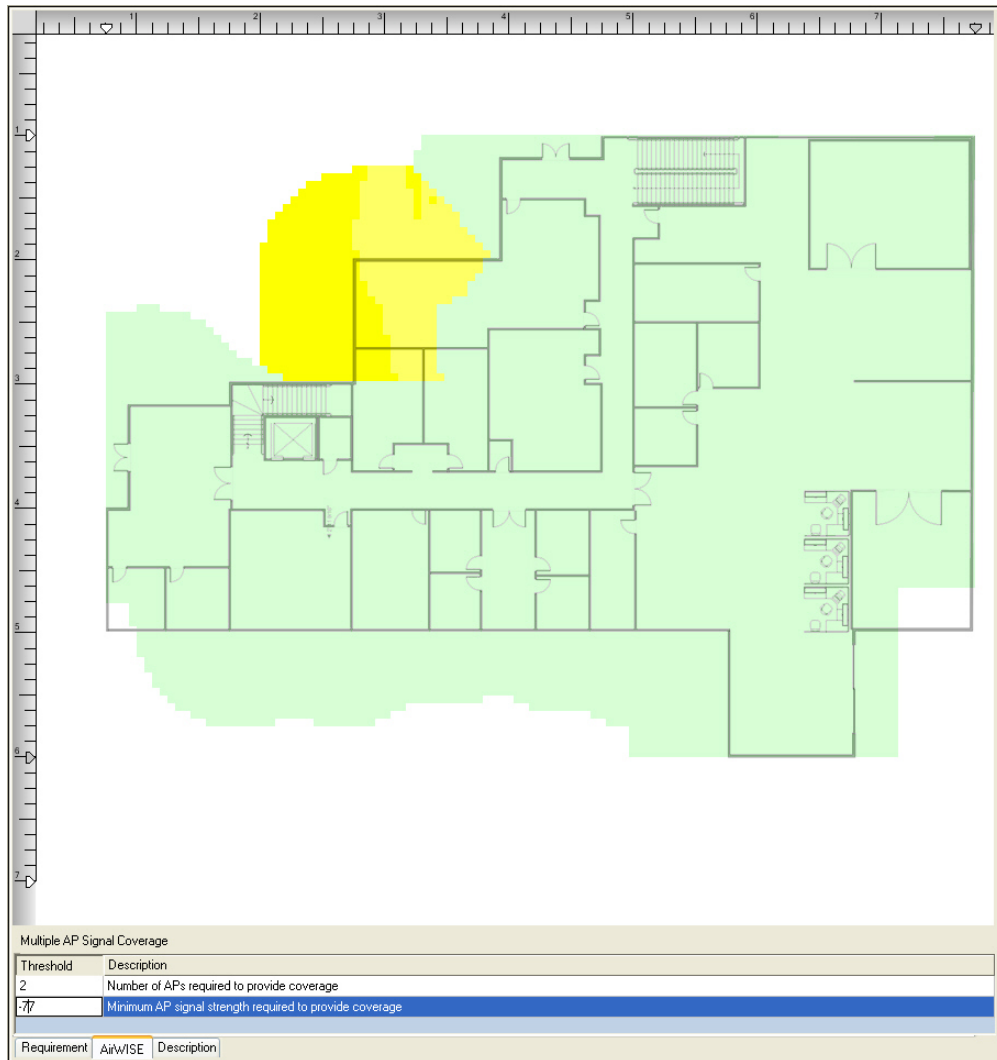 1 2 3 4 5 6 7
1
2
3
4
5
6
7
Multiple AP Signal Coverage
Threshold Description
2 Number of APs required to provide coverage
-77 Minimum AP signal strength required to provide coverage
Requirement AirWISE Description